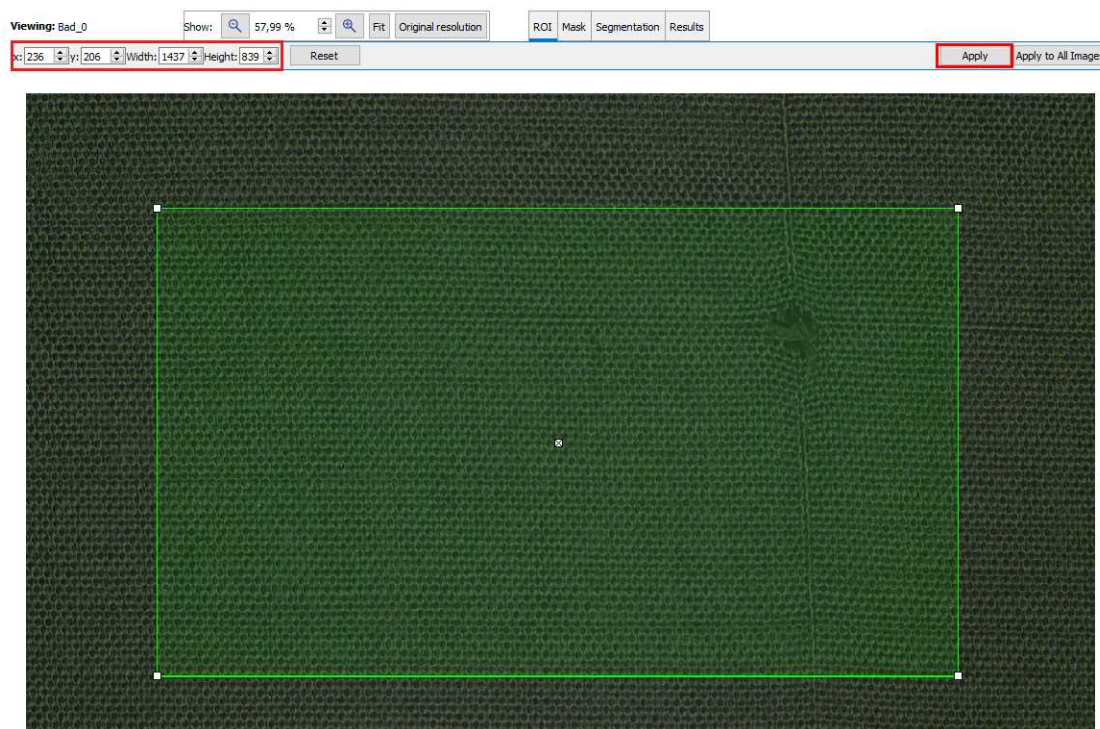 Viewing: Bad_0 Show: 57,99 % Fit Original resolution ROI Mask Segmentation Results
x: 236 y: 206 Width: 1437 Height: 839 Reset Apply Apply to All Image